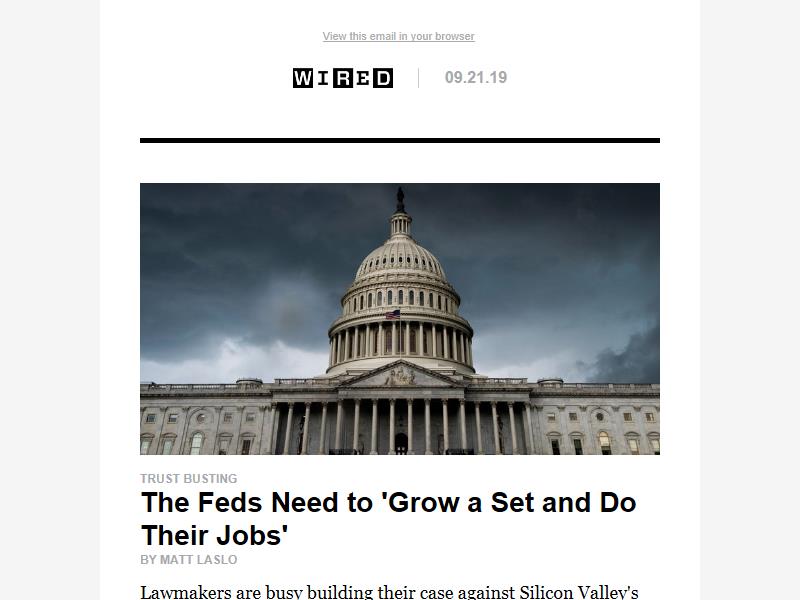 View this email in your browser
WIRED
09.21.19
TRUST BUSTING
The Feds Need to 'Grow a Set and Do
Their Jobs'
BY MATT LASLO
Lawmakers are busy building their case against Silicon Valley's